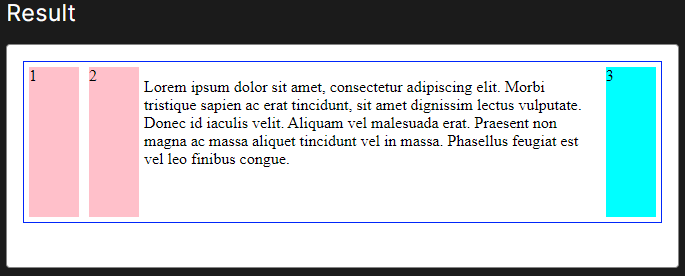 Result
1
2
Lorem ipsum dolor sit amet, consectetur adipiscing elit. Morbi
tristique sapien ac erat tincidunt, sit amet dignissim lectus vulputate.
Donec id iaculis velit. Aliquam vel malesuada erat. Praesent non
magna ac massa aliquet tincidunt vel in massa. Phasellus feugiat est
vel leo finibus congue.
3